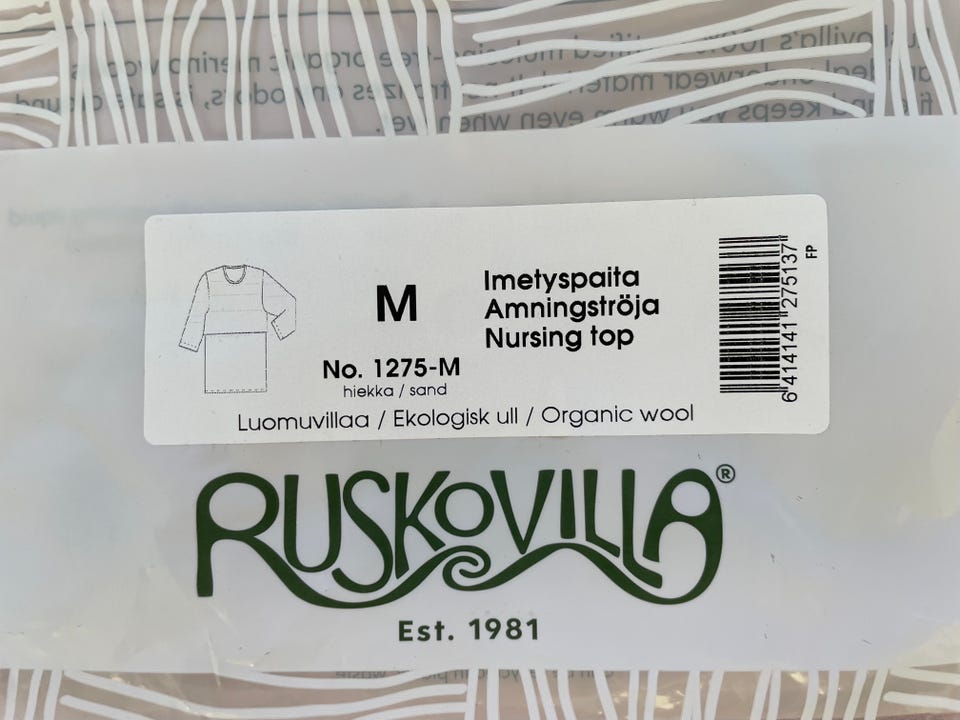 M
Imetyspaita
Amningströja
Nursing top
No. 1275-M
hiekka / sand
Luomuvillaa / Ekologisk ull / Organic wool
6 414141 275137
FP
RUSKOVILLA®
Est. 1981